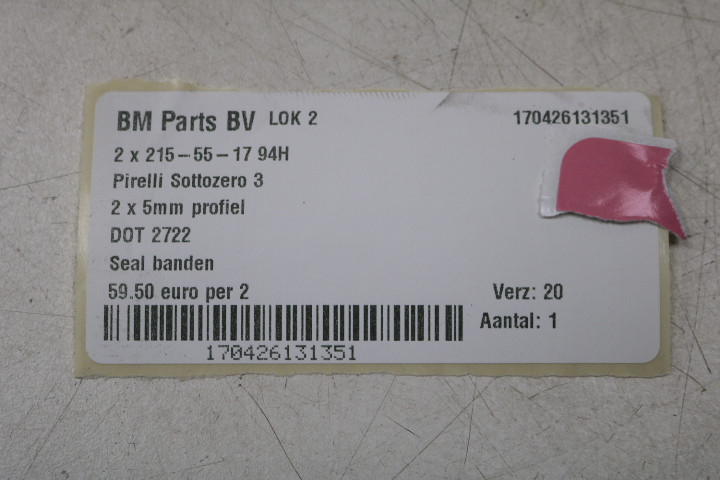 BM Parts BV LOK 2 170426131351
2 x 215-55-17 94H
Pirelli Sottozero 3
2 x 5mm profiel
DOT 2722
Seal banden
59.50 euro per 2 Verz: 20
Aantal: 1
170426131351